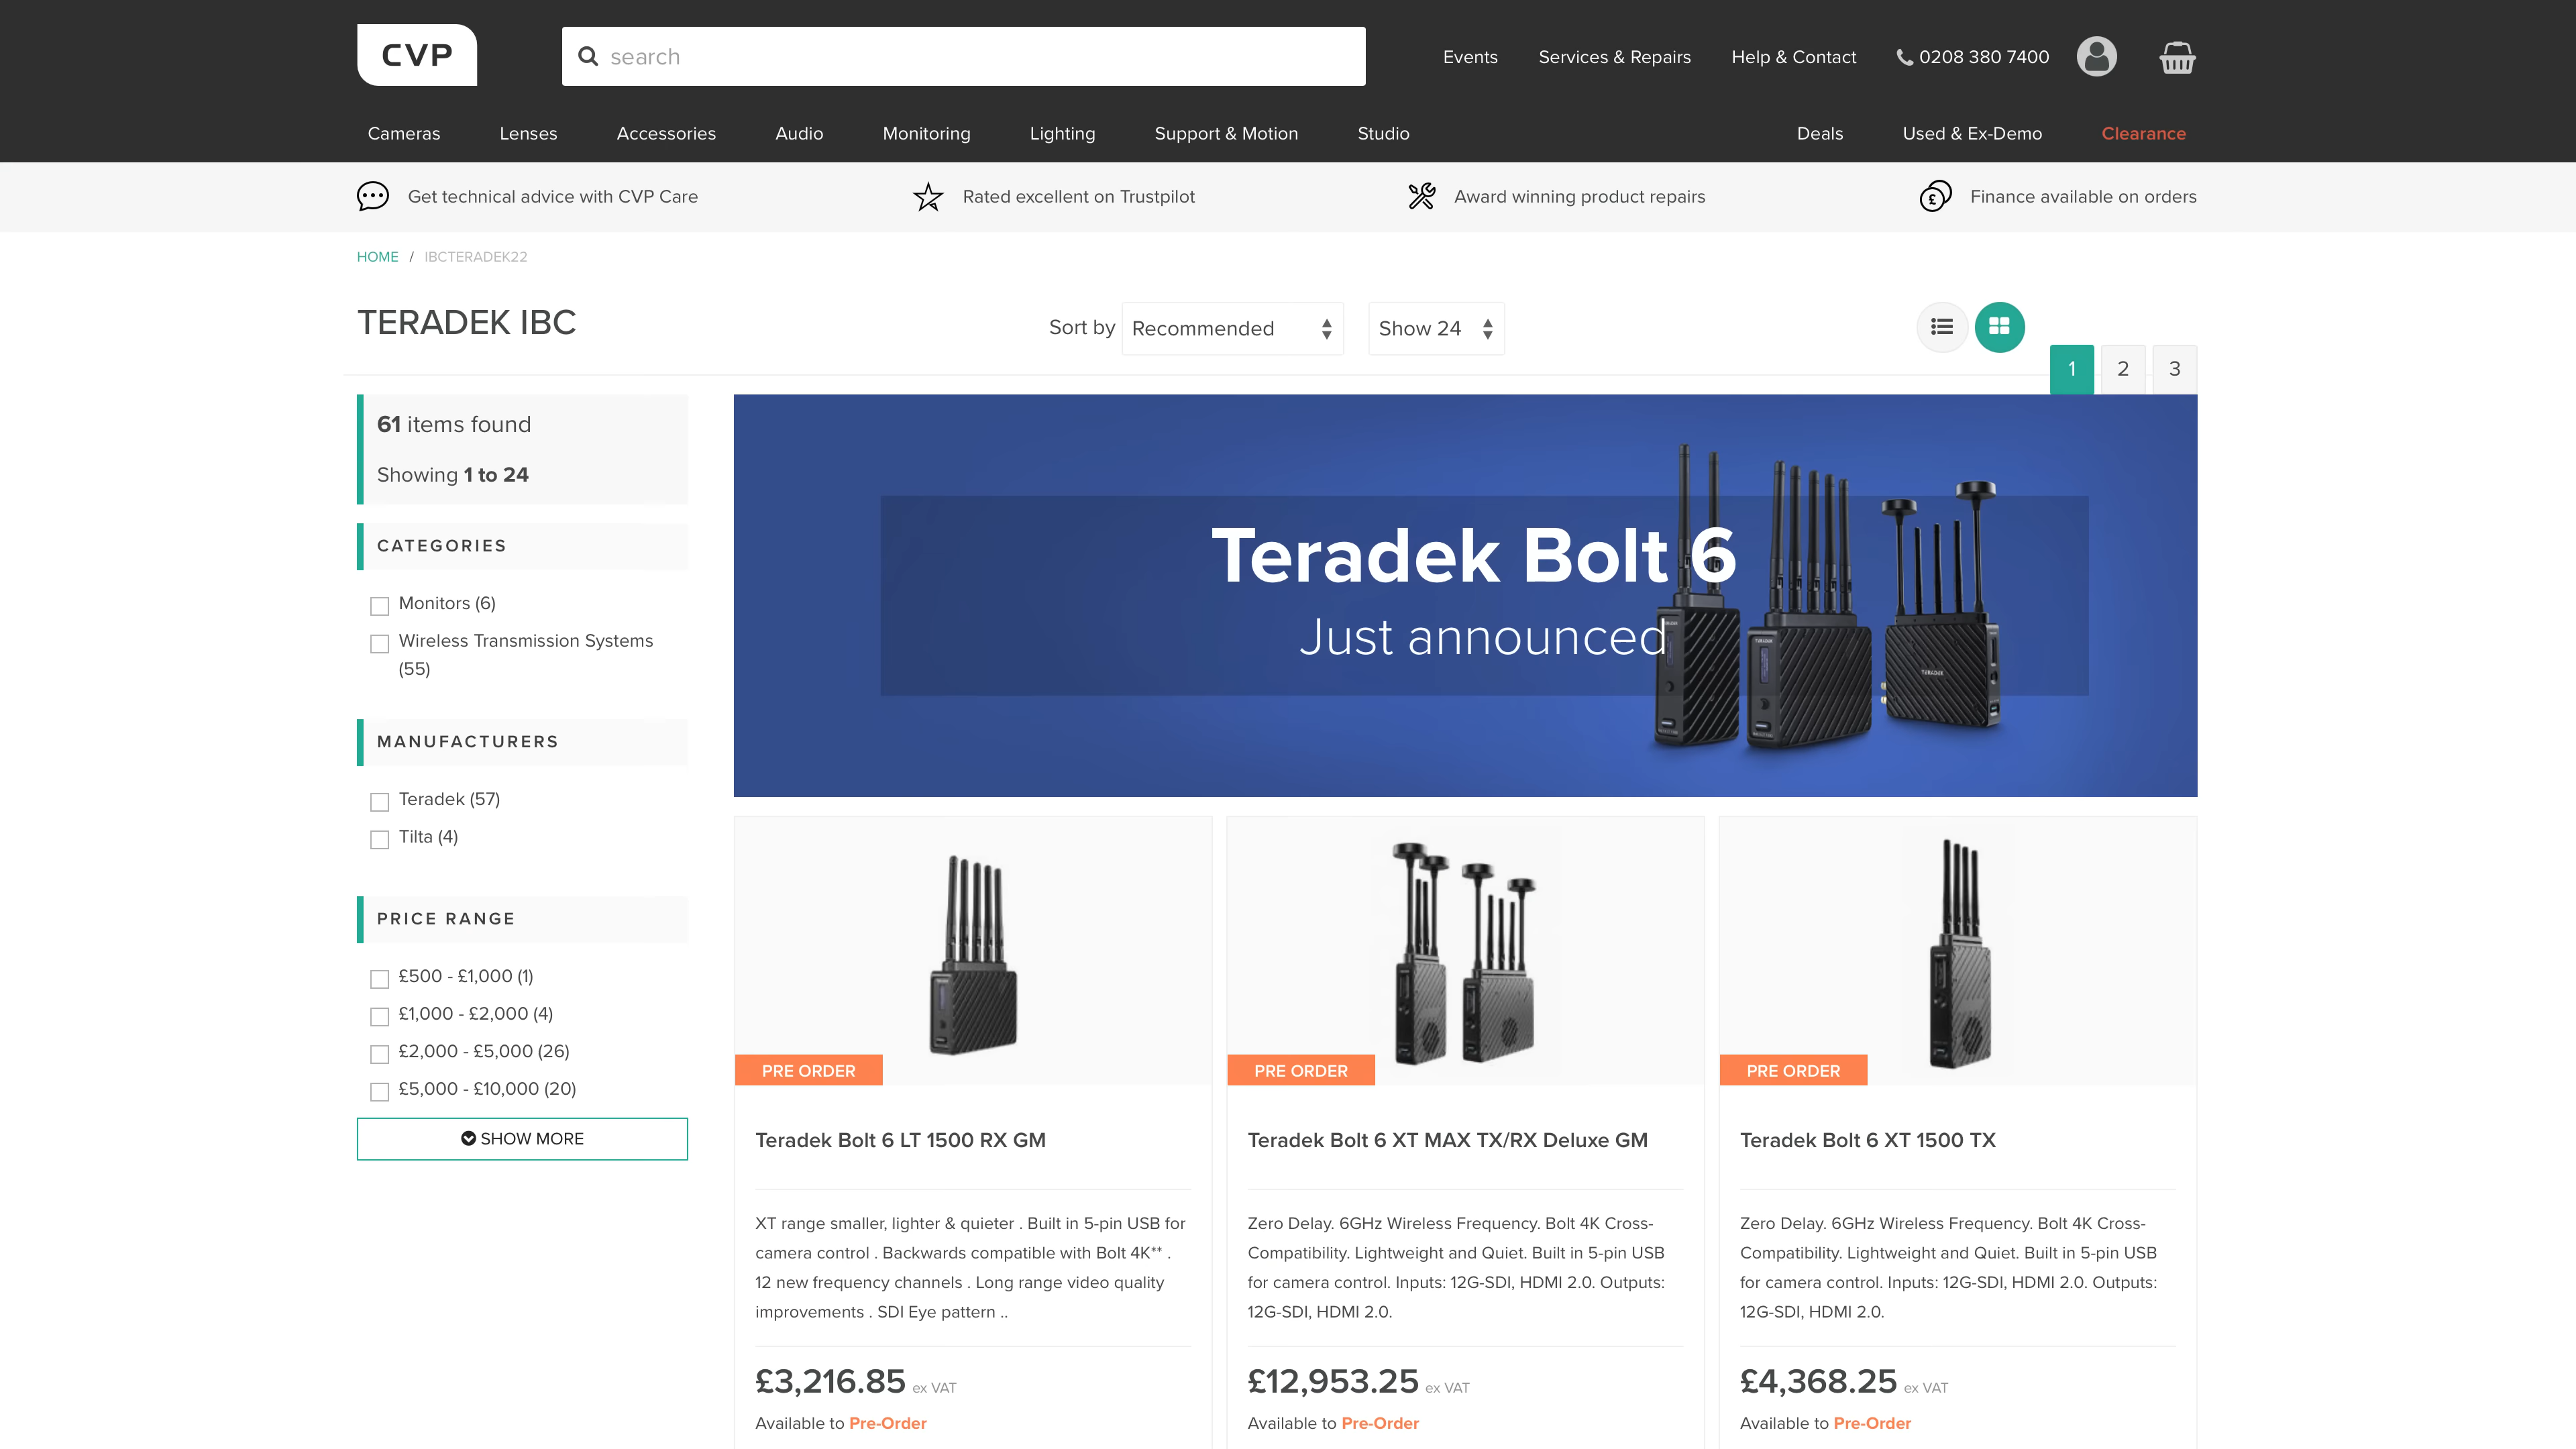 CVP
search
Events
Services & Repairs
Help & Contact
0208 380 7400
Cameras
Lenses
Accessories
Audio
Monitoring
Lighting
Support & Motion
Studio
Deals
Used & Ex-Demo
Clearance
Get technical advice with CVP Care
Rated excellent on Trustpilot
Award winning product repairs
Finance available on orders
HOME / IBCTERADEK22
TERADEK IBC
Sort by
Recommended
Show 24
1
2
3
61 items found
Showing 1 to 24
CATEGORIES
Monitors (6)
Wireless Transmission Systems
(55)
MANUFACTURERS
Teradek (57)
Tilta (4)
PRICE RANGE
£500 - £1,000 (1)
£1,000 - £2,000 (4)
£2,000 - £5,000 (26)
£5,000 - £10,000 (20)
SHOW MORE
Teradek Bolt 6
Just announced
TERADEK
PRE ORDER
Teradek Bolt 6 LT 1500 RX GM
XT range smaller, lighter & quieter . Built in 5-pin USB for
camera control . Backwards compatible with Bolt 4K** .
12 new frequency channels . Long range video quality
improvements . SDI Eye pattern ..
£3,216.85 ex VAT
Available to Pre-Order
PRE ORDER
Teradek Bolt 6 XT MAX TX/RX Deluxe GM
Zero Delay. 6GHz Wireless Frequency. Bolt 4K Cross-
Compatibility. Lightweight and Quiet. Built in 5-pin USB
for camera control. Inputs: 12G-SDI, HDMI 2.0. Outputs:
12G-SDI, HDMI 2.0.
£12,953.25 ex VAT
Available to Pre-Order
PRE ORDER
Teradek Bolt 6 XT 1500 TX
Zero Delay. 6GHz Wireless Frequency. Bolt 4K Cross-
Compatibility. Lightweight and Quiet. Built in 5-pin USB
for camera control. Inputs: 12G-SDI, HDMI 2.0. Outputs:
12G-SDI, HDMI 2.0.
£4,368.25 ex VAT
Available to Pre-Order